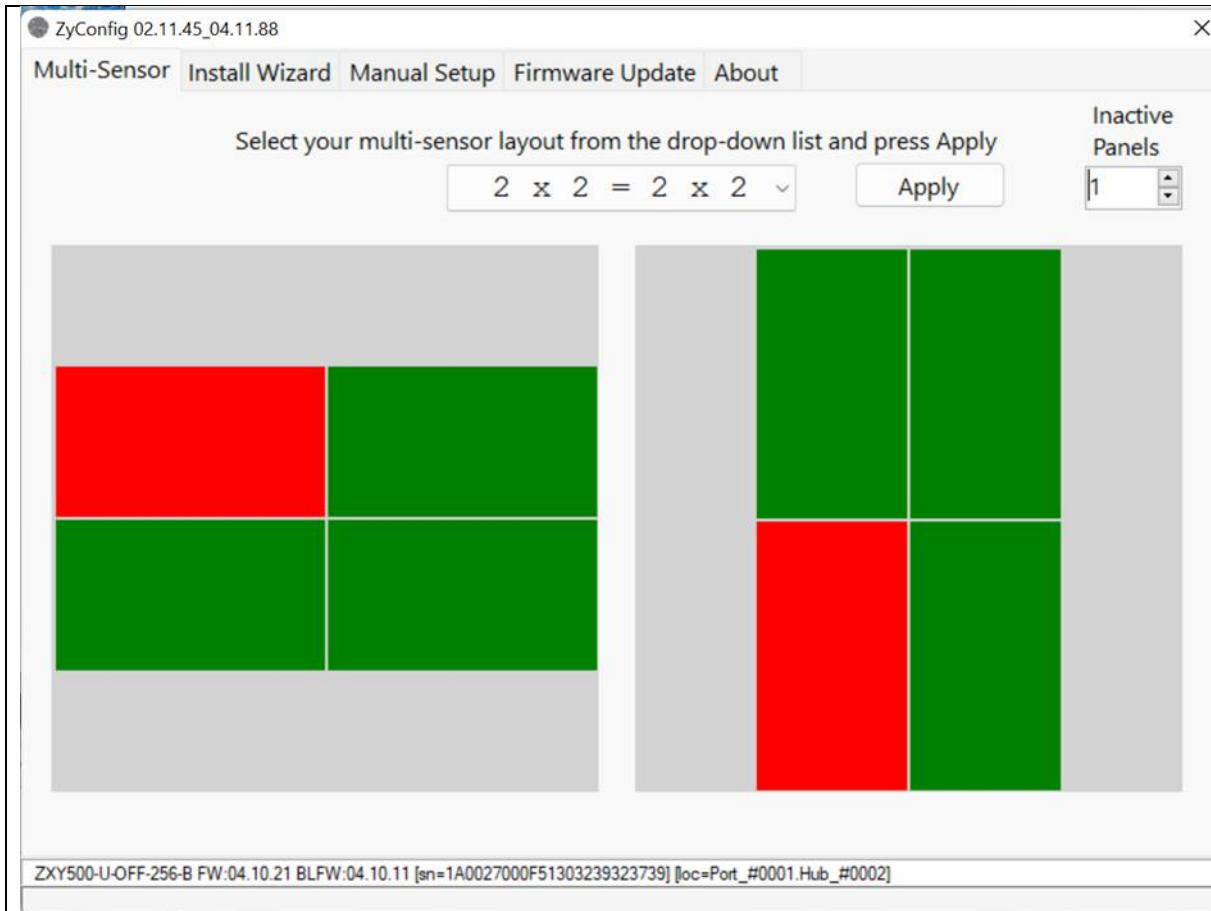 ZyConfig 02.11.45_04.11.88
Multi-Sensor Install Wizard Manual Setup Firmware Update About
Select your multi-sensor layout from the drop-down list and press Apply
Inactive
Panels
2 x 2 = 2 x 2
Apply
1
ZXY500-U-OFF-256-B FW:04.10.21 BLFW:04.10.11 [sn=1A0027000F51303239323739] [loc=Port_#0001.Hub_#0002]